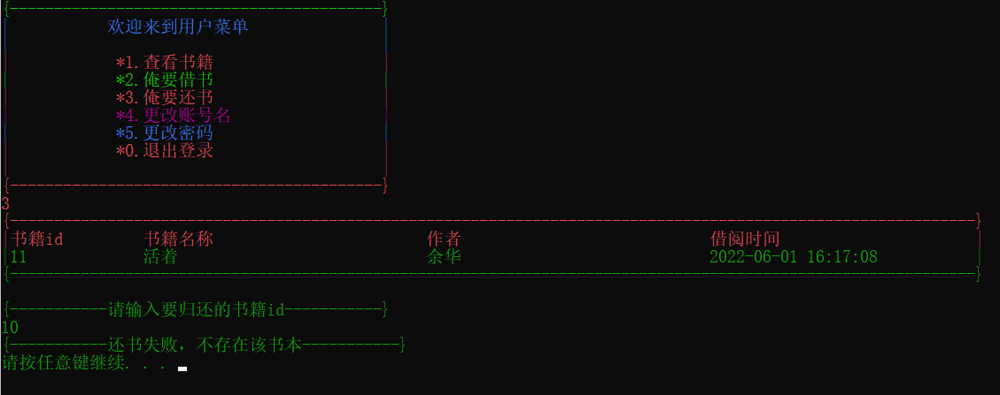 {------------------------------------------}
欢迎来到用户菜单
*1.查看书籍
*2.俺要借书
*3.俺要还书
*4.更改账号名
*5.更改密码
*0.退出登录
{------------------------------------------}
3
{-------------------------------------------------------------------------------------------------------------}
|书籍id 书籍名称 作者 借阅时间 |
|11 活着 余华 2022-06-01 16:17:08 |
{-------------------------------------------------------------------------------------------------------------}
{-----------请输入要归还的书籍id-----------}
10
{-----------还书失败，不存在该书本-----------}
请按任意键继续. . .